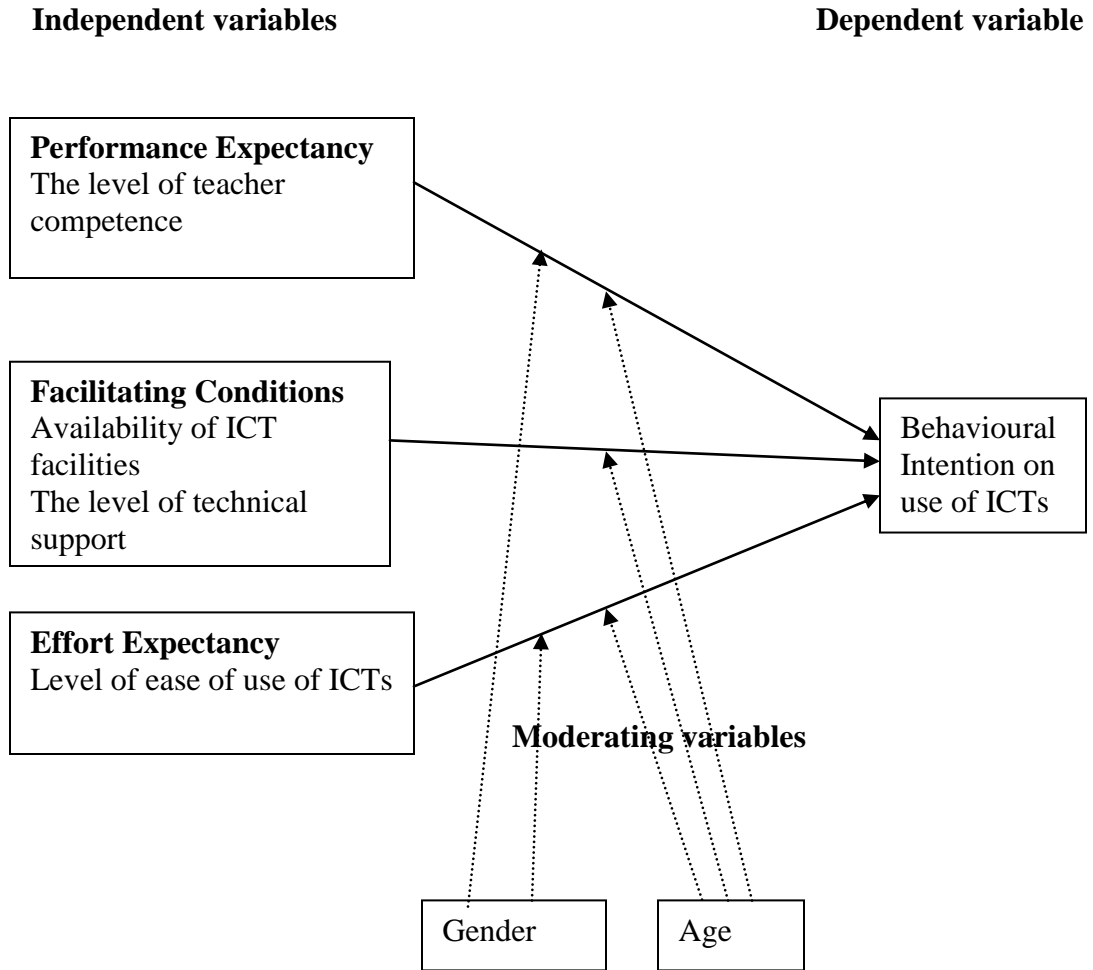 Independent variables
Dependent variable
Performance Expectancy
The level of teacher
competence
Facilitating Conditions
Availability of ICT
facilities
The level of technical
support
Behavioural
Intention on
use of ICTs
Effort Expectancy
Level of ease of use of ICTs
Moderating variables
Gender
Age